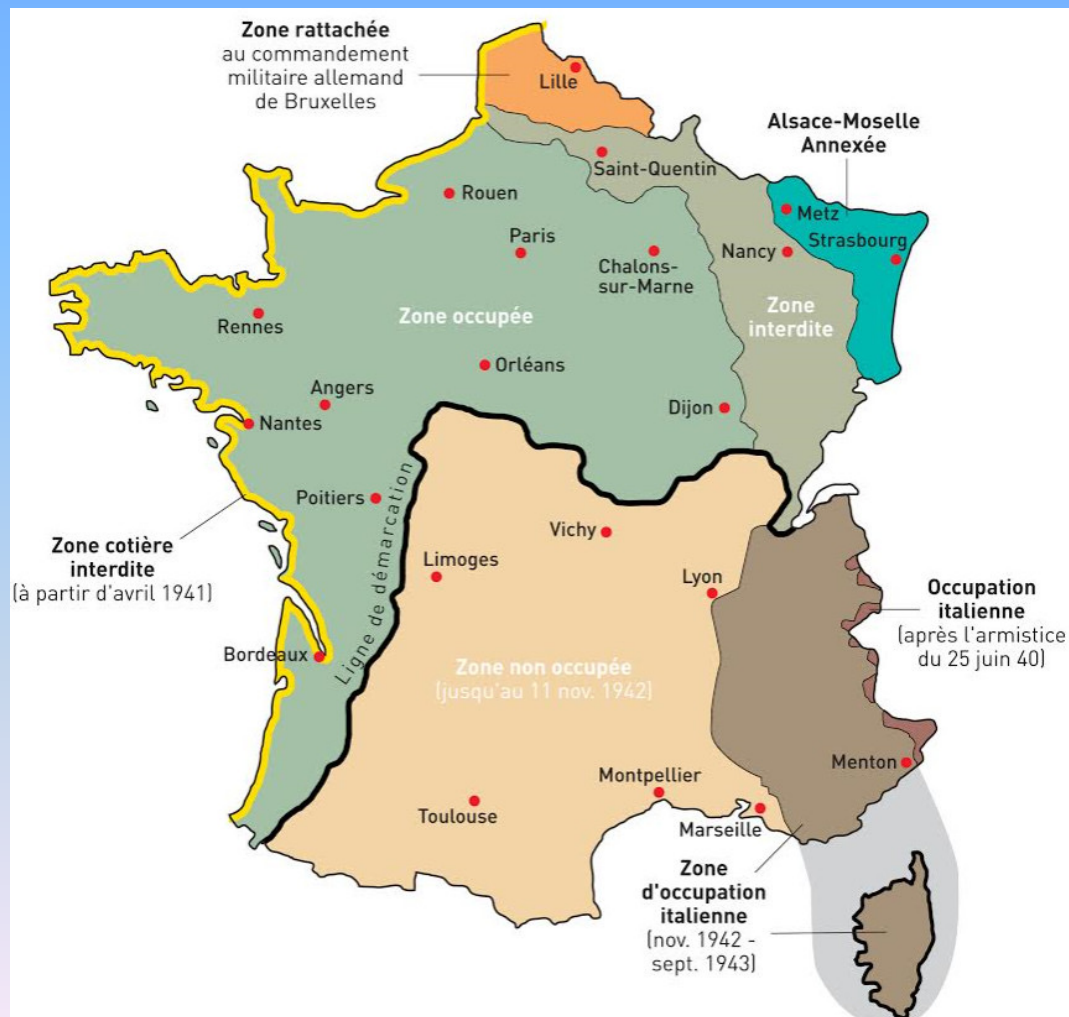 Zone rattachée
au commandement
militaire allemand
de Bruxelles
Lille
Alsace-Moselle
Annexée
Saint-Quentin
Metz
Strasbourg
Nancy
Rouen
Paris
Chalons-
sur-Marne
Zone
interdite
Rennes
Zone occupée
Orléans
Angers
Dijon
Nantes
Poitiers
Ligne de démarcation
Vichy
Zone cotière
interdite
(à partir d'avril 1941)
Limoges
Lyon
Occupation
italienne
(après l'armistice
du 25 juin 40)
Bordeaux
Zone non occupée
(jusqu'au 11 nov. 1942)
Menton
Montpellier
Toulouse
Marseille
Zone
d'occupation
italienne
(nov. 1942 -
sept. 1943)